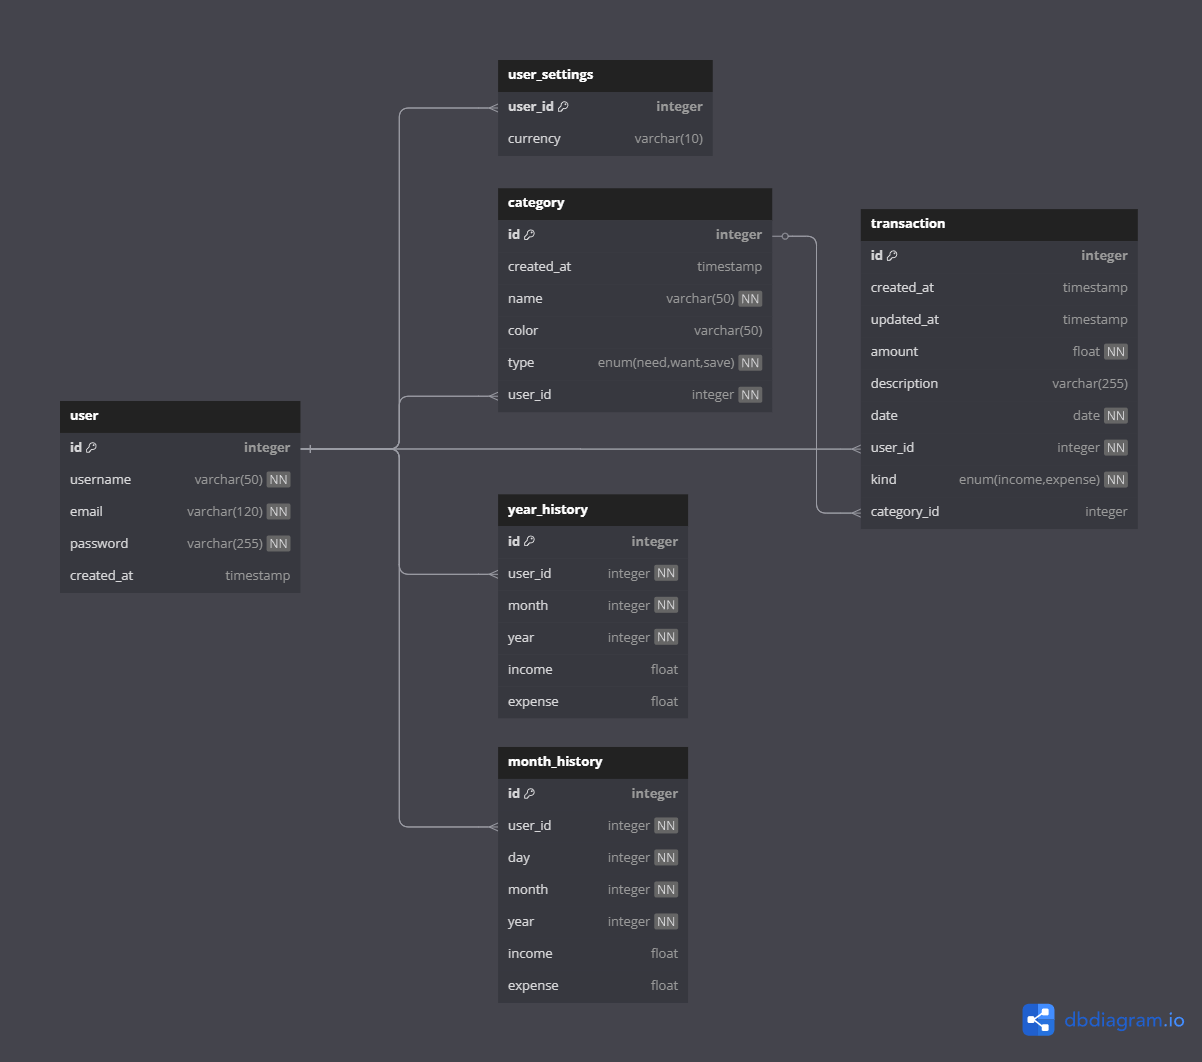 user_settings
user_id integer
currency varchar(10)
category
id integer
created_at timestamp
name varchar(50) NN
color varchar(50)
type enum(need,want,save) NN
user_id integer NN
transaction
id integer
created_at timestamp
updated_at timestamp
amount float NN
description varchar(255)
date date NN
user_id integer NN
kind enum(income,expense) NN
category_id integer
user
id integer
username varchar(50) NN
email varchar(120) NN
password varchar(255) NN
created_at timestamp
year_history
id integer
user_id integer NN
month integer NN
year integer NN
income float
expense float
month_history
id integer
user_id integer NN
day integer NN
month integer NN
year integer NN
income float
expense float
dbdiagram.io